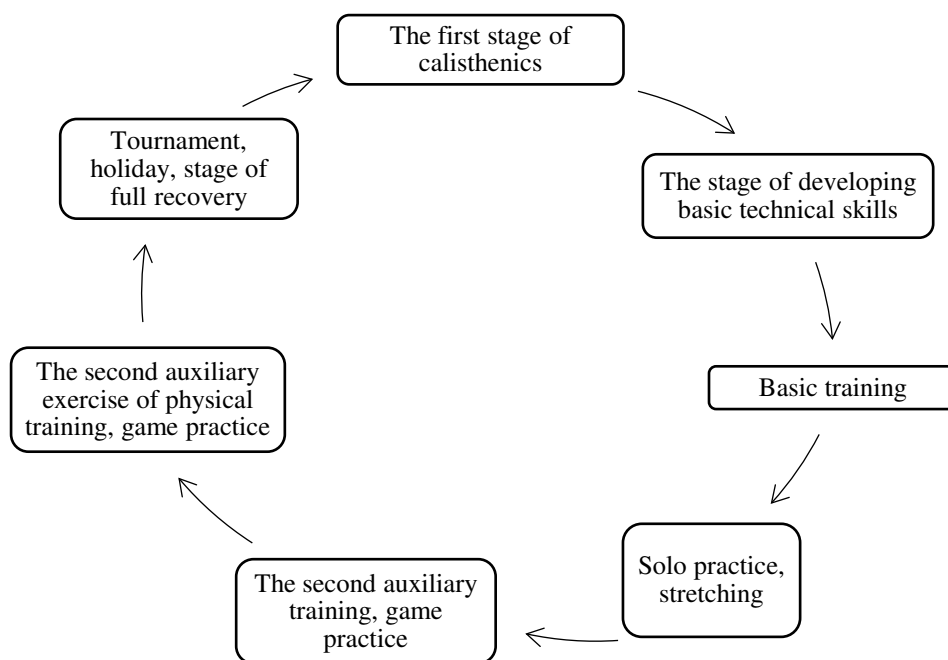 The first stage of
calisthenics
The stage of developing
basic technical skills
Basic training
Solo practice,
stretching
The second auxiliary
training, game
practice
The second auxiliary
exercise of physical
training, game practice
Tournament,
holiday, stage of
full recovery